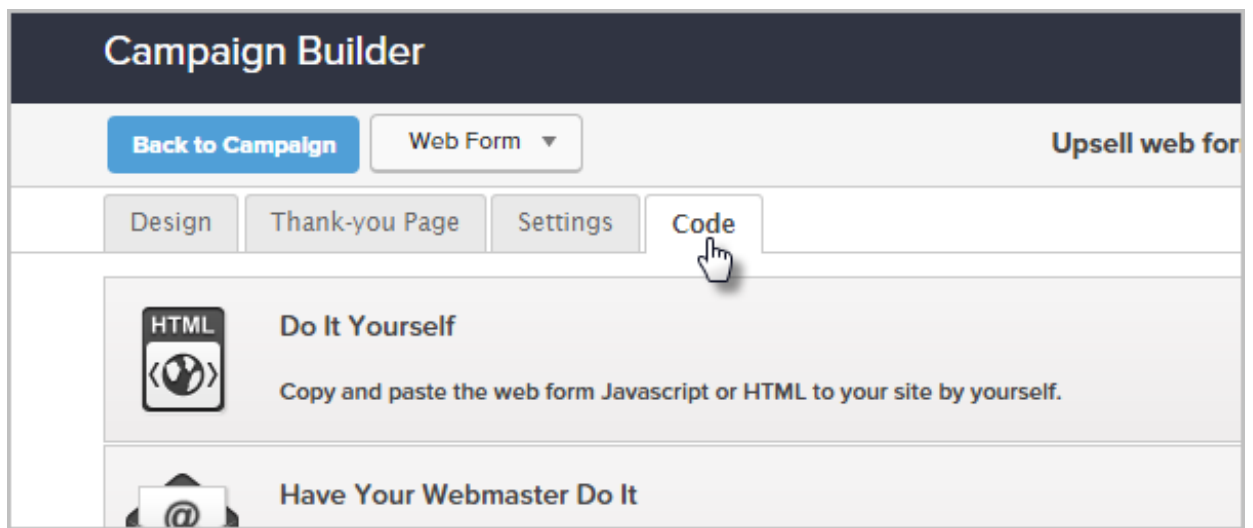 Campaign Builder
Back to Campaign Web Form Upsell web for
Design Thank-you Page Settings Code
HTML
Do It Yourself
Copy and paste the web form Javascript or HTML to your site by yourself.
Have Your Webmaster Do It
@